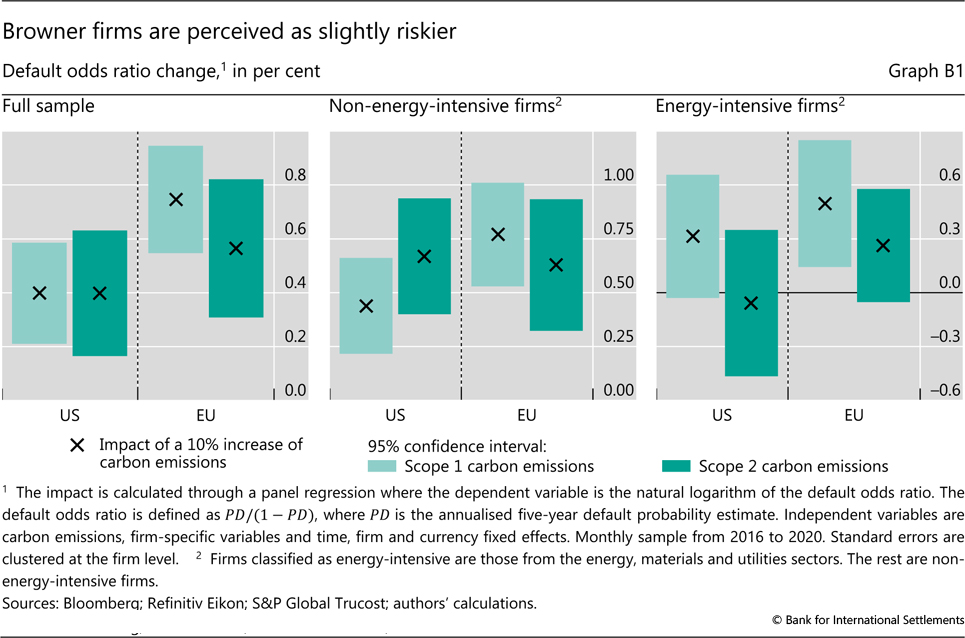 Browner firms are perceived as slightly riskier
Default odds ratio change,¹ in per cent
Graph B1
Full sample
Non-energy-intensive firms²
Energy-intensive firms²
0.8
0.6
0.4
0.2
0.0
US
EU
1.00
0.75
0.50
0.25
0.00
US
EU
0.6
0.3
0.0
–0.3
–0.6
US
EU
Impact of a 10% increase of
carbon emissions
95% confidence interval:
Scope 1 carbon emissions
Scope 2 carbon emissions
¹ The impact is calculated through a panel regression where the dependent variable is the natural logarithm of the default odds ratio. The
default odds ratio is defined as PD/(1 − PD), where PD is the annualised five-year default probability estimate. Independent variables are
carbon emissions, firm-specific variables and time, firm and currency fixed effects. Monthly sample from 2016 to 2020. Standard errors are
clustered at the firm level. ² Firms classified as energy-intensive are those from the energy, materials and utilities sectors. The rest are non-
energy-intensive firms.
Sources: Bloomberg; Refinitiv Eikon; S&P Global Trucost; authors’ calculations.
© Bank for International Settlements